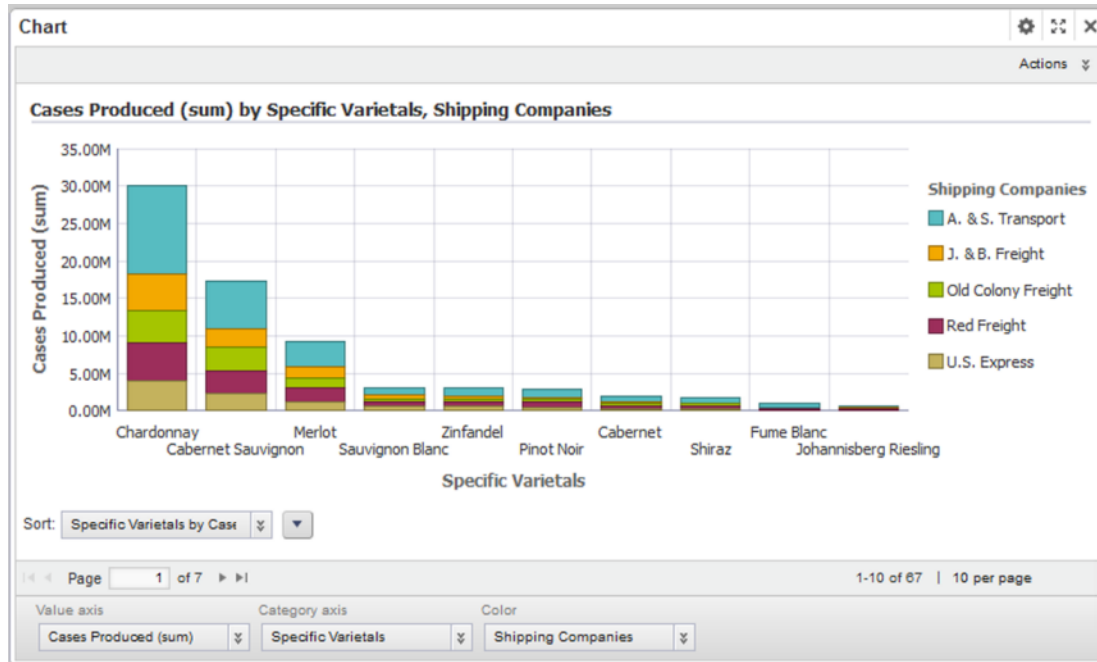 Chart
Actions
Cases Produced (sum) by Specific Varietals, Shipping Companies
35.00M
30.00M
25.00M
20.00M
15.00M
10.00M
5.00M
0.00M
Cases Produced (sum)
Chardonnay Merlot Zinfandel Cabernet Fume Blanc
Cabernet Sauvignon Sauvignon Blanc Pinot Noir Shiraz Johannisberg Riesling
Specific Varietals
Shipping Companies
A. & S. Transport
J. & B. Freight
Old Colony Freight
Red Freight
U.S. Express
Sort: Specific Varietals by Case
Page 1 of 7 1-10 of 67 | 10 per page
Value axis Category axis Color
Cases Produced (sum) Specific Varietals Shipping Companies